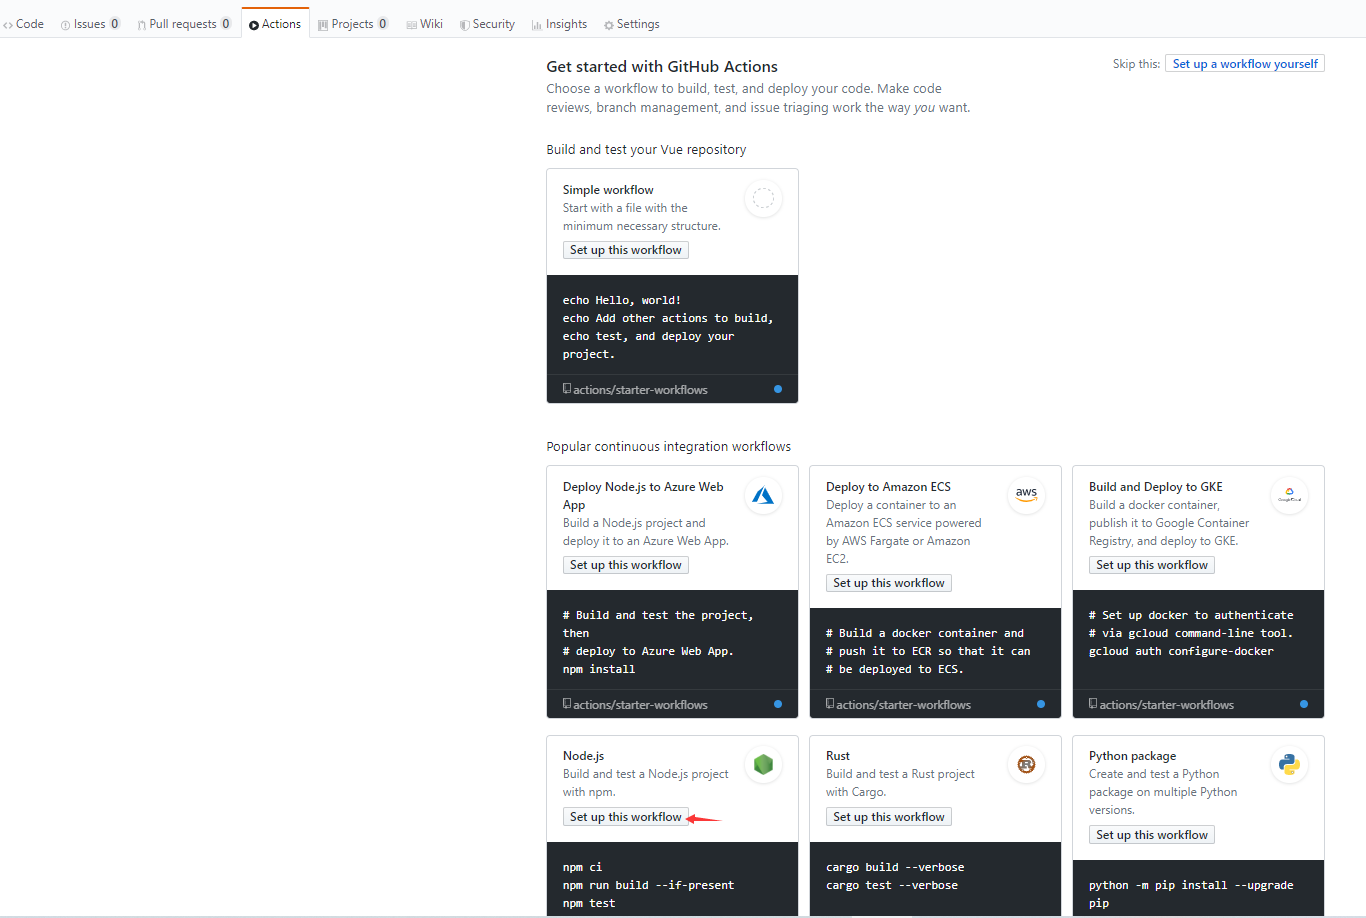 Code Issues 0 Pull requests 0 Actions Projects 0 Wiki Security Insights Settings
Get started with GitHub Actions
Skip this: Set up a workflow yourself
Choose a workflow to build, test, and deploy your code. Make code
reviews, branch management, and issue triaging work the way you want.
Build and test your Vue repository
Simple workflow
Start with a file with the
minimum necessary structure.
Set up this workflow
echo Hello, world!
echo Add other actions to build,
echo test, and deploy your
project.
actions/starter-workflows
Popular continuous integration workflows
Deploy Node.js to Azure Web
App
Build a Node.js project and
deploy it to an Azure Web App.
Set up this workflow
# Build and test the project,
then
# deploy to Azure Web App.
npm install
actions/starter-workflows
Deploy to Amazon ECS
aws
Deploy a container to an
Amazon ECS service powered
by AWS Fargate or Amazon
EC2.
Set up this workflow
# Build a docker container and
# push it to ECR so that it can
# be deployed to ECS.
actions/starter-workflows
Build and Deploy to GKE
Google Cloud
Build a docker container,
publish it to Google Container
Registry, and deploy to GKE.
Set up this workflow
# Set up docker to authenticate
# via gcloud command-line tool.
gcloud auth configure-docker
actions/starter-workflows
Node.js
Build and test a Node.js project
with npm.
Set up this workflow
npm ci
npm run build --if-present
npm test
Rust
Build and test a Rust project
with Cargo.
Set up this workflow
cargo build --verbose
cargo test --verbose
Python package
Create and test a Python
package on multiple Python
versions.
Set up this workflow
python -m pip install --upgrade
pip